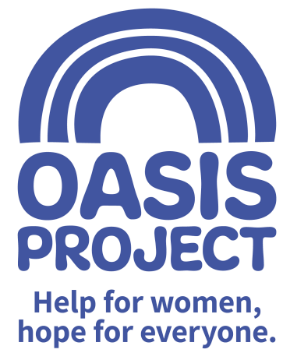 OASIS
PROJECT
Help for women,
hope for everyone.